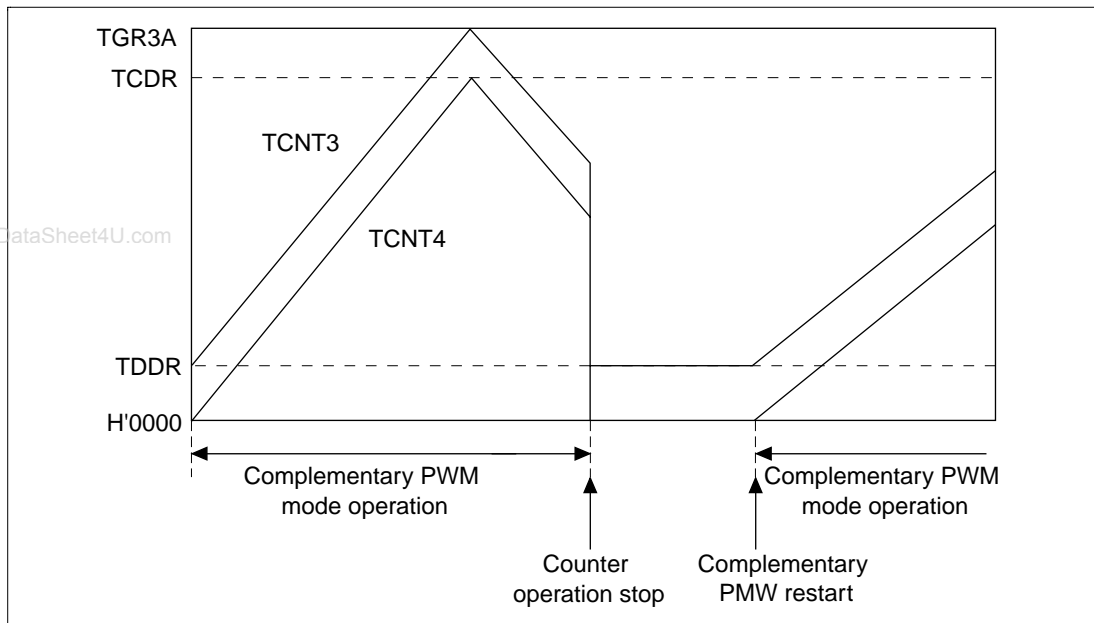 TGR3A
TCDR
TCNT3
DataSheet4U.com
TCNT4
TDDR
H'0000
Complementary PWM
mode operation
Complementary PWM
mode operation
Counter
operation stop
Complementary
PMW restart